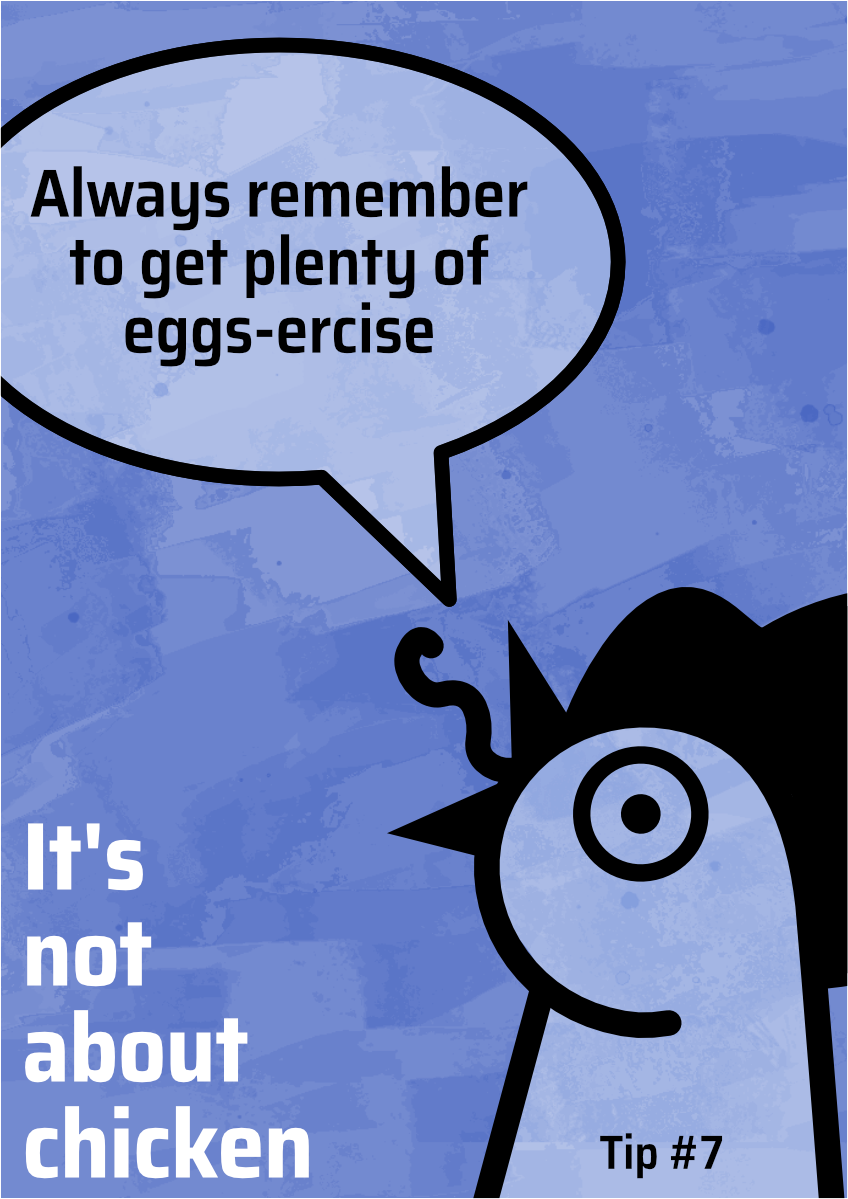 Always remember
to get plenty of
eggs-ercise
It's
not
about
chicken
Tip #7